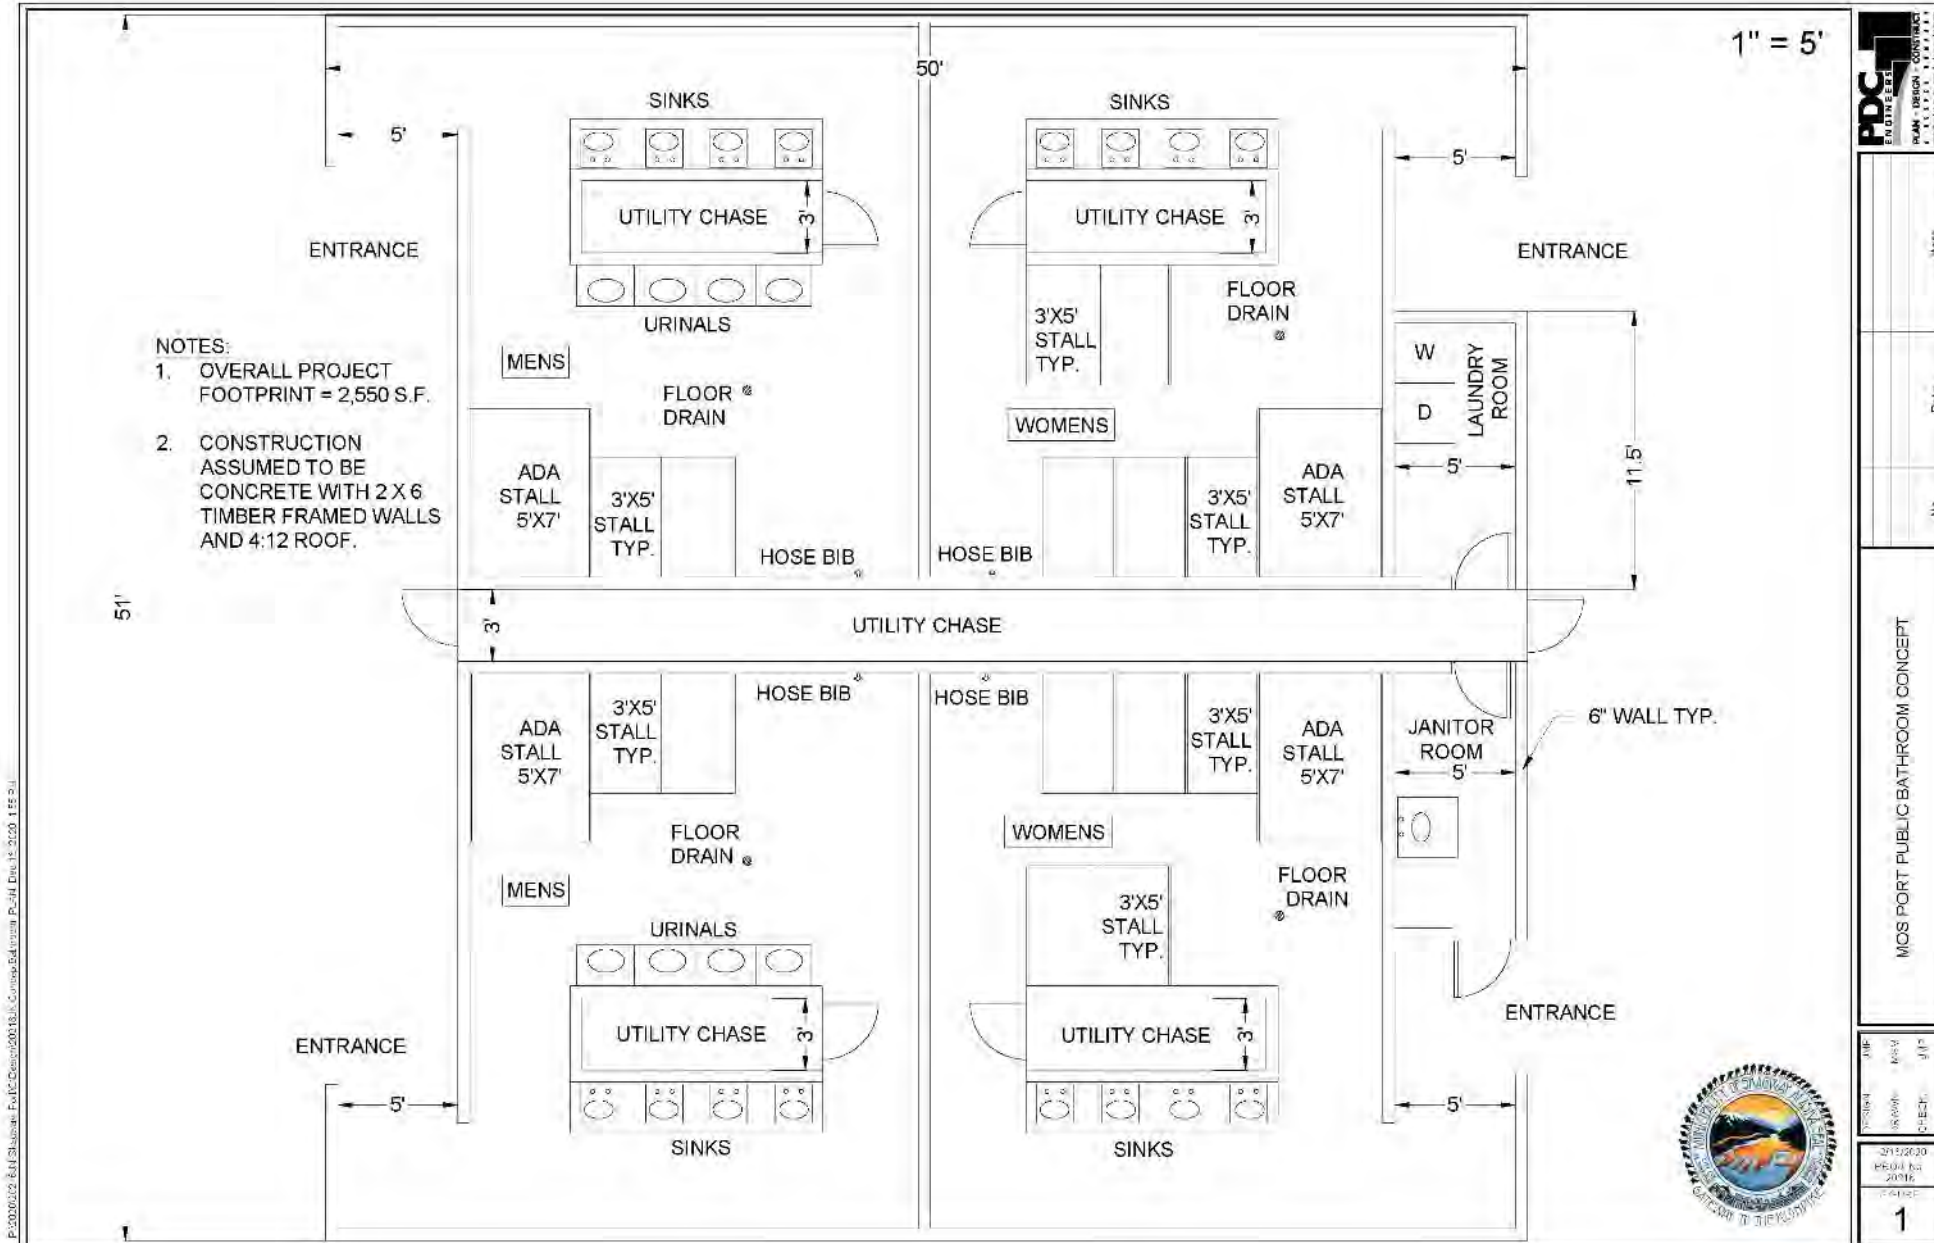 1" = 5'
50'
SINKS
SINKS
5'
5'
UTILITY CHASE
3'
UTILITY CHASE
3'
ENTRANCE
ENTRANCE
FLOOR
DRAIN
URINALS
3'X5'
STALL
TYP.
NOTES:
1. OVERALL PROJECT
FOOTPRINT = 2,550 S.F.
2. CONSTRUCTION
ASSUMED TO BE
CONCRETE WITH 2 X 6
TIMBER FRAMED WALLS
AND 4:12 ROOF.
MENS
FLOOR
DRAIN
WOMENS
W
D
LAUNDRY
ROOM
5'
11.5'
ADA
STALL
5'X7'
3'X5'
STALL
TYP.
3'X5'
STALL
TYP.
ADA
STALL
5'X7'
HOSE BIB
HOSE BIB
51'
3'
UTILITY CHASE
HOSE BIB
HOSE BIB
ADA
STALL
5'X7'
3'X5'
STALL
TYP.
3'X5'
STALL
TYP.
ADA
STALL
5'X7'
JANITOR
ROOM
5'
6" WALL TYP.
FLOOR
DRAIN
WOMENS
MENS
3'X5'
STALL
TYP.
FLOOR
DRAIN
URINALS
UTILITY CHASE
3'
UTILITY CHASE
3'
ENTRANCE
ENTRANCE
5'
5'
SINKS
SINKS
PDC
ENGINEERS
PLAN - DESIGN - CONSTRUCT
MOS PORT PUBLIC BATHROOM CONCEPT
1